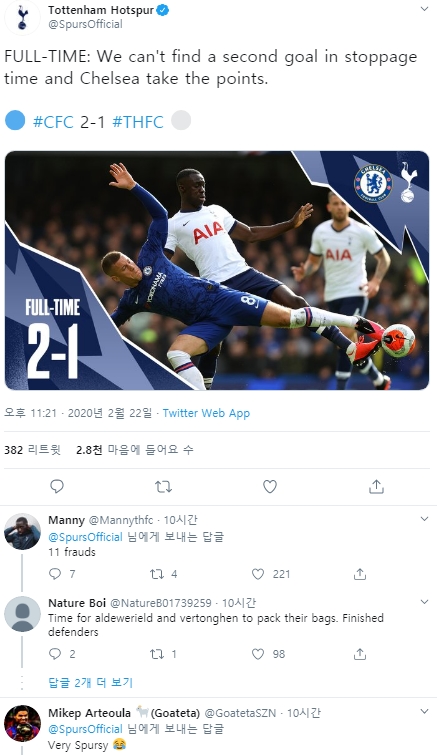 Tottenham Hotspur
@SpursOfficial
FULL-TIME: We can't find a second goal in stoppage
time and Chelsea take the points.
#CFC 2-1 #THFC
CHELSEA
AIA
AIA
YOKOHAMA
TYRES
8
FULL-TIME
2-1
오후 11:21 · 2020년 2월 22일 · Twitter Web App
382 리트윗 2.8천 마음에 들어요 수
Manny @Mannythfc · 10시간
@SpursOfficial 님에게 보내는 답글
11 frauds
7 4 221
Nature Boi @NatureB01739259 · 10시간
Time for aldewerield and vertonghen to pack their bags. Finished
defenders
2 1 98
답글 2개 더 보기
Mikep Arteoula 🐐 (Goateta) @GoatetaSZN · 10시간
@SpursOfficial 님에게 보내는 답글
Very Spursy 😂